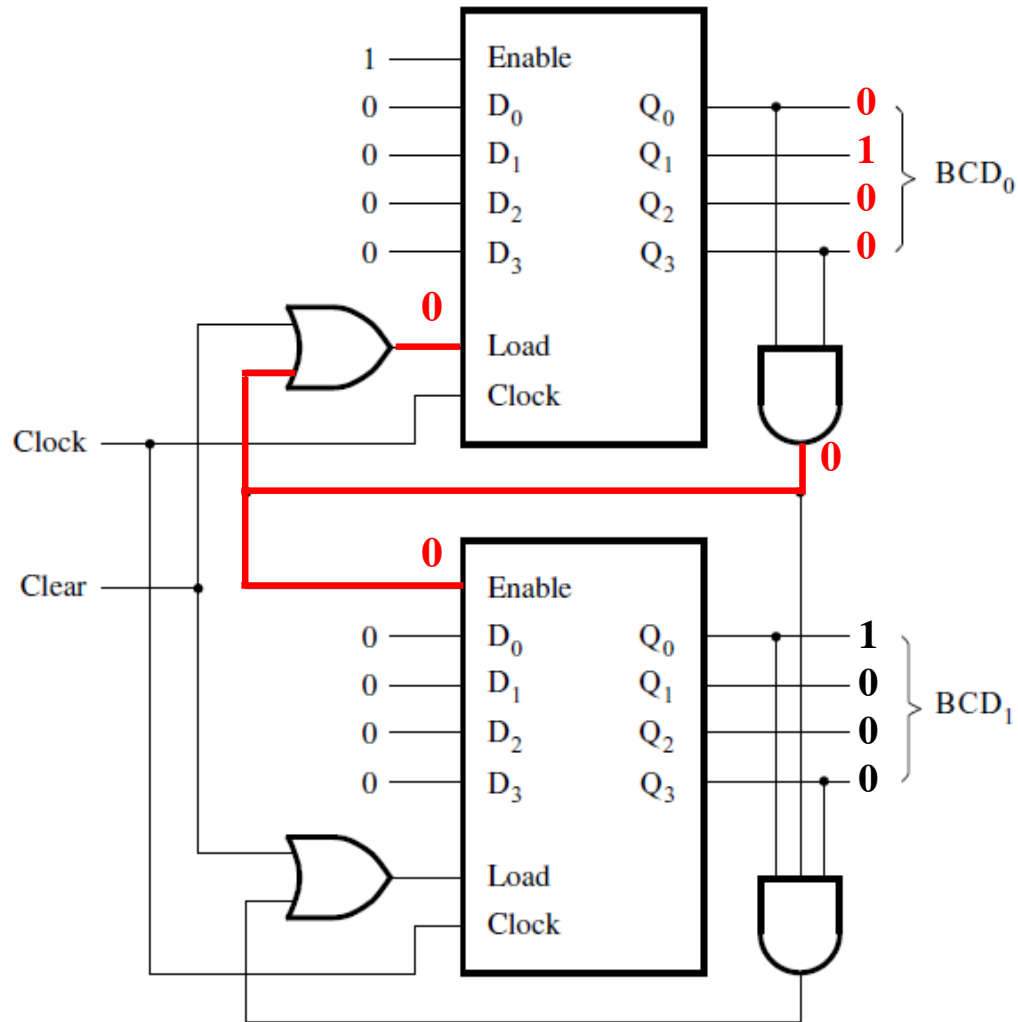 1 Enable
0 D₀ Q₀ 0
0 D₁ Q₁ 1
BCD₀
0 D₂ Q₂ 0
0 D₃ Q₃ 0
0
Load
Clock
Clock
0
0
Clear
Enable
0 D₀ Q₀ 1
0 D₁ Q₁ 0
BCD₁
0 D₂ Q₂ 0
0 D₃ Q₃ 0
Load
Clock